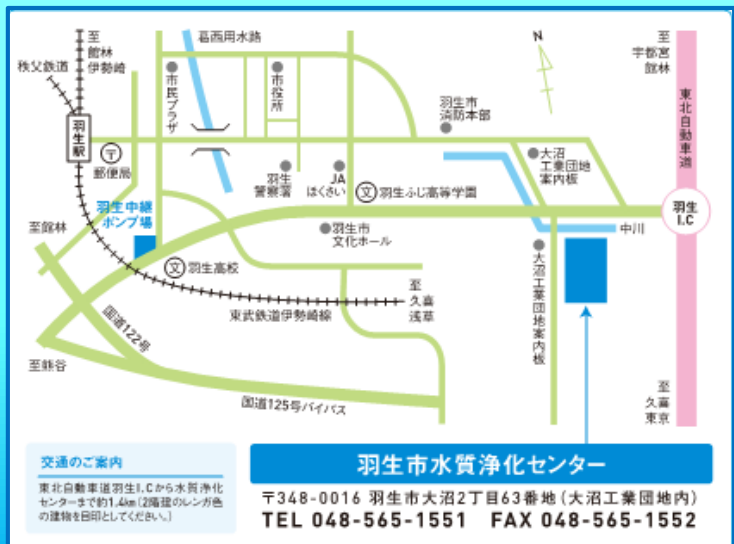 至
館林
伊勢崎
秩父鉄道
葛西用水路
N
至
宇都宮
館林
東北自動車道
市民プラザ
市役所
羽生市
消防本部
羽生駅
〒
郵便局
羽生
警察署
JA
ほくさい
文 羽生ふじ高等学園
大沼
工業団地
案内板
羽生中継
ポンプ場
至館林
羽生市
文化ホール
中川
羽生
I.C
文 羽生高校
大沼工業団地案内板
東武鉄道伊勢崎線
至
久喜
浅草
国道122号
至熊谷
国道125号バイパス
至
久喜
東京
交通のご案内
東北自動車道羽生I.Cから水質浄化
センターまで約1.4km(2階建のレンガ色
の建物を目印としてください。)
羽生市水質浄化センター
〒348-0016 羽生市大沼2丁目63番地(大沼工業団地内)
TEL 048-565-1551 FAX 048-565-1552